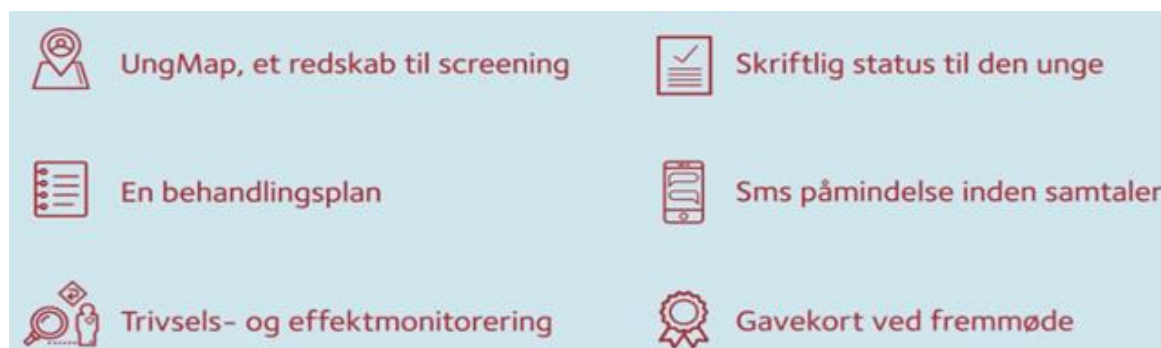 UngMap, et redskab til screening
Skriftlig status til den unge
En behandlingsplan
Sms påmindelse inden samtaler
Trivsels- og effektmonitorering
Gavekort ved fremmøde